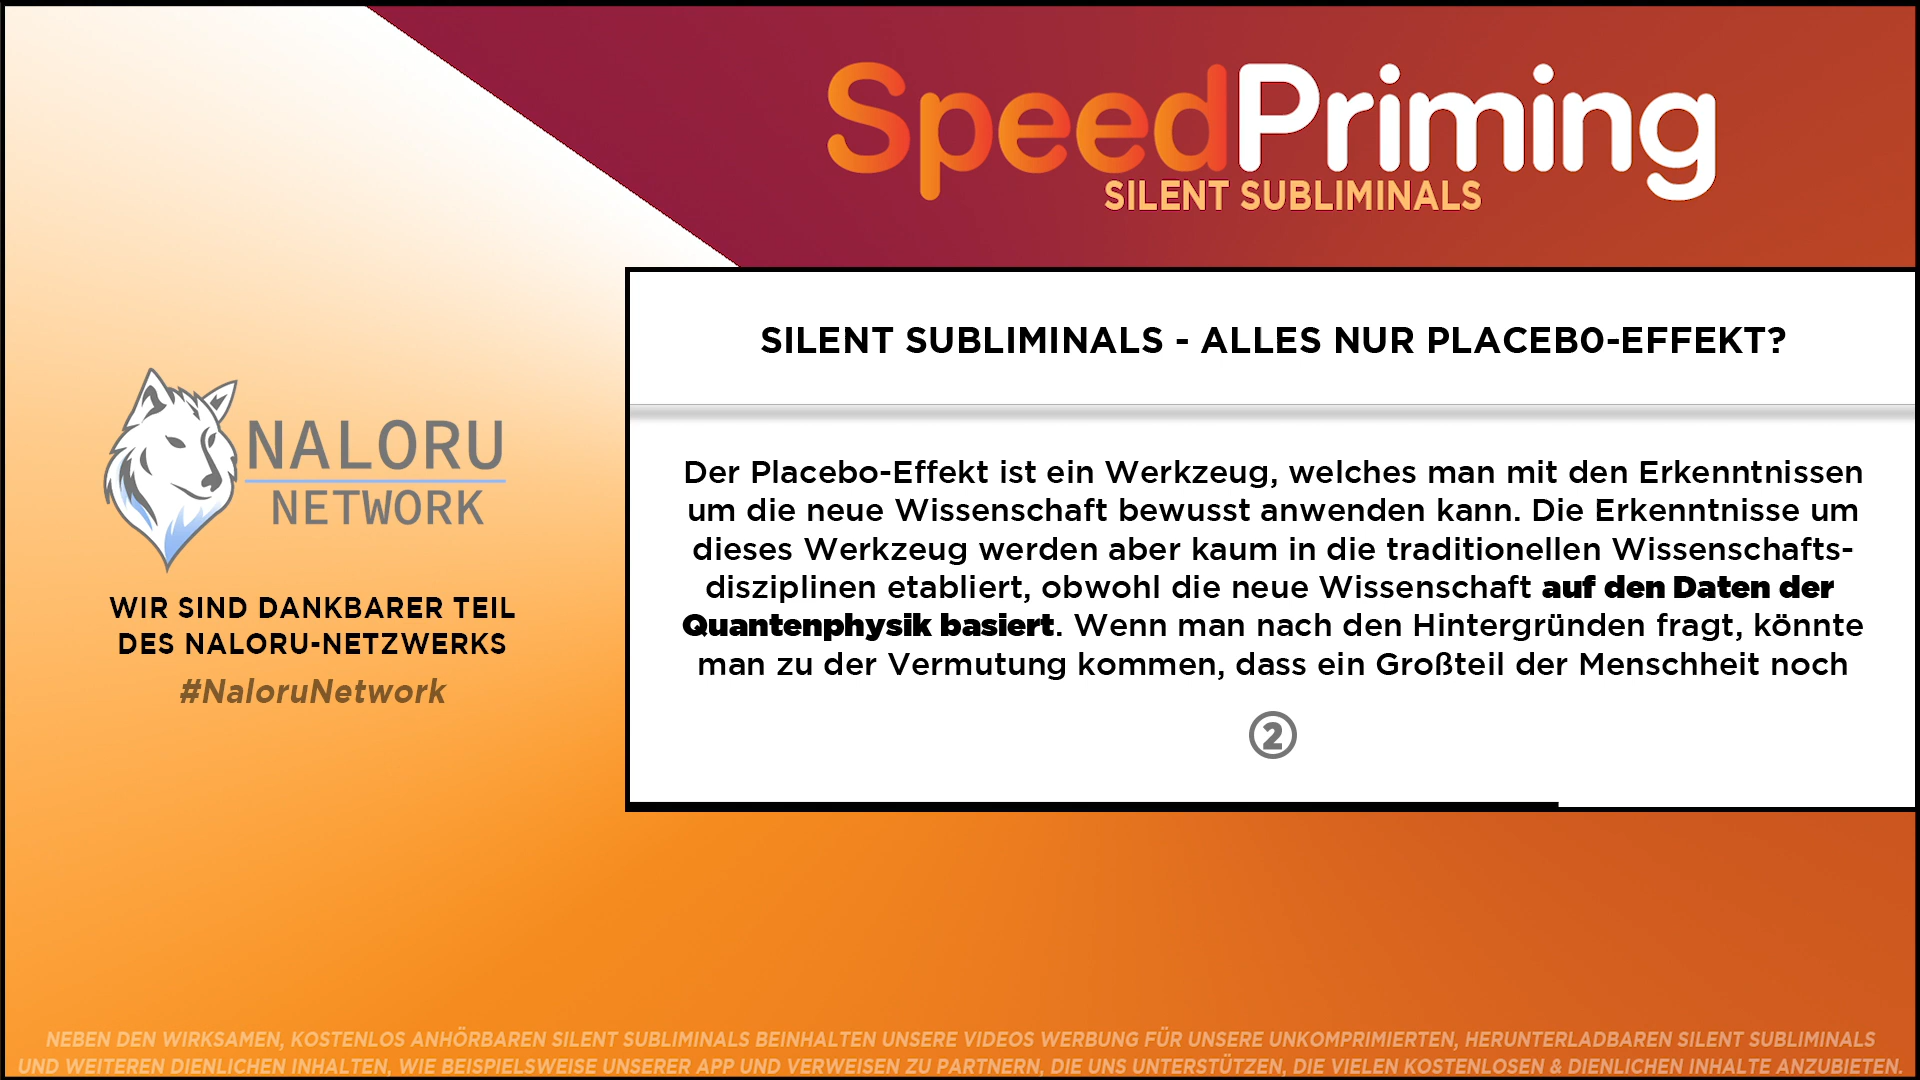 SpeedPriming
SILENT SUBLIMINALS
SILENT SUBLIMINALS - ALLES NUR PLACEB0-EFFEKT?
Der Placebo-Effekt ist ein Werkzeug, welches man mit den Erkenntnissen
um die neue Wissenschaft bewusst anwenden kann. Die Erkenntnisse um
dieses Werkzeug werden aber kaum in die traditionellen Wissenschafts-
disziplinen etabliert, obwohl die neue Wissenschaft auf den Daten der
Quantenphysik basiert. Wenn man nach den Hintergründen fragt, könnte
man zu der Vermutung kommen, dass ein Großteil der Menschheit noch
2
NALORU
NETWORK
WIR SIND DANKBARER TEIL
DES NALORU-NETZWERKS
#NaloruNetwork
NEBEN DEN WIRKSAMEN, KOSTENLOS ANHÖRBAREN SILENT SUBLIMINALS BEINHALTEN UNSERE VIDEOS WERBUNG FÜR UNSERE UNKOMPRIMIERTEN, HERUNTERLADBAREN SILENT SUBLIMINALS
UND WEITEREN DIENLICHEN INHALTEN, WIE BEISPIELSWEISE UNSERER APP UND VERWEISEN ZU PARTNERN, DIE UNS UNTERSTÜTZEN, DIE VIELEN KOSTENLOSEN & DIENLICHEN INHALTE ANZUBIETEN.